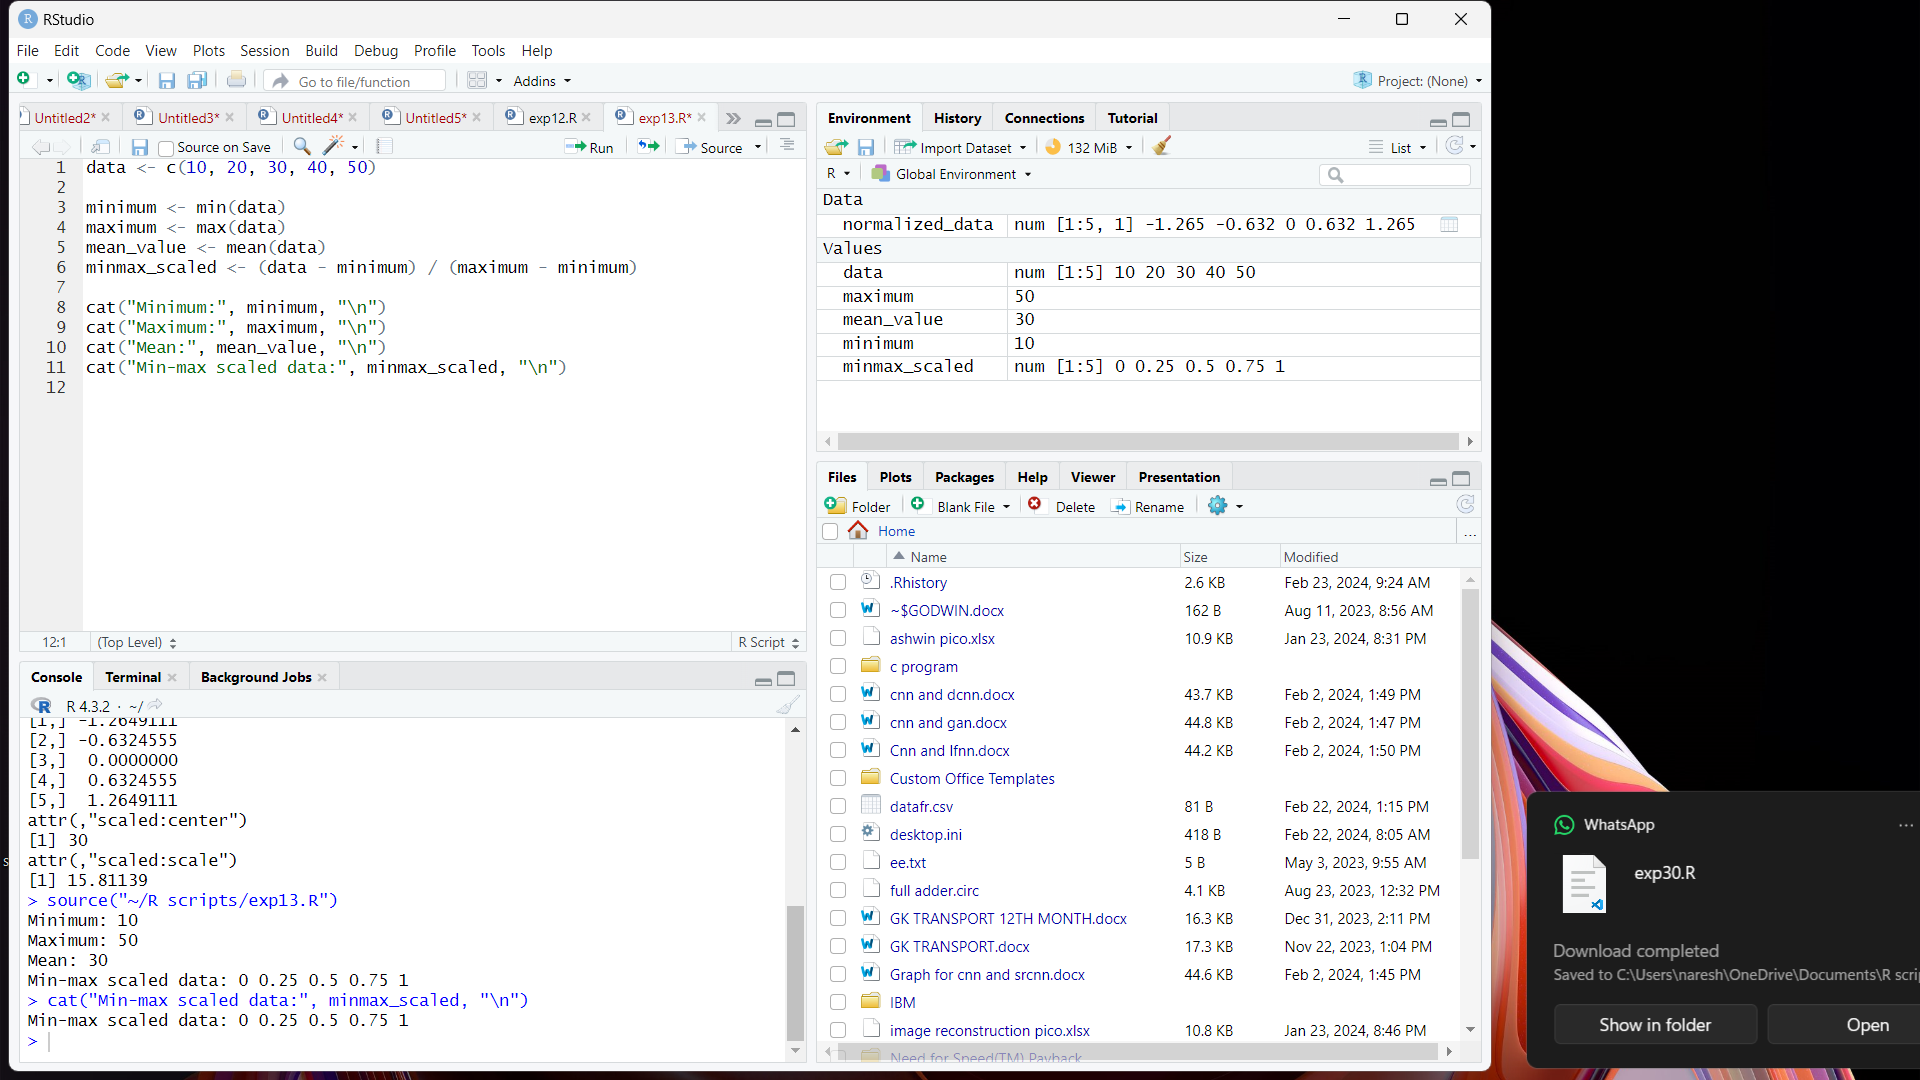 RStudio
File Edit Code View Plots Session Build Debug Profile Tools Help
Go to file/function Addins Project: (None)
Untitled2* Untitled3* Untitled4* Untitled5* exp12.R exp13.R*
Source on Save Run Source
1 data <- c(10, 20, 30, 40, 50)
2
3 minimum <- min(data)
4 maximum <- max(data)
5 mean_value <- mean(data)
6 minmax_scaled <- (data - minimum) / (maximum - minimum)
7
8 cat("Minimum:", minimum, "\n")
9 cat("Maximum:", maximum, "\n")
10 cat("Mean:", mean_value, "\n")
11 cat("Min-max scaled data:", minmax_scaled, "\n")
12
12:1 (Top Level) R Script
Console Terminal Background Jobs
R 4.3.2 · ~/
[1,] -1.2649111
[2,] -0.6324555
[3,] 0.0000000
[4,] 0.6324555
[5,] 1.2649111
attr(,"scaled:center")
[1] 30
attr(,"scaled:scale")
[1] 15.81139
> source("~/R scripts/exp13.R")
Minimum: 10
Maximum: 50
Mean: 30
Min-max scaled data: 0 0.25 0.5 0.75 1
> cat("Min-max scaled data:", minmax_scaled, "\n")
Min-max scaled data: 0 0.25 0.5 0.75 1
>
Environment History Connections Tutorial
Import Dataset 132 MiB List
R Global Environment
Data
normalized_data num [1:5, 1] -1.265 -0.632 0 0.632 1.265
Values
data num [1:5] 10 20 30 40 50
maximum 50
mean_value 30
minimum 10
minmax_scaled num [1:5] 0 0.25 0.5 0.75 1
Files Plots Packages Help Viewer Presentation
Folder Blank File Delete Rename
Home ...
Name Size Modified
.Rhistory 2.6 KB Feb 23, 2024, 9:24 AM
~$GODWIN.docx 162 B Aug 11, 2023, 8:56 AM
ashwin pico.xlsx 10.9 KB Jan 23, 2024, 8:31 PM
c program
cnn and dcnn.docx 43.7 KB Feb 2, 2024, 1:49 PM
cnn and gan.docx 44.8 KB Feb 2, 2024, 1:47 PM
Cnn and lfnn.docx 44.2 KB Feb 2, 2024, 1:50 PM
Custom Office Templates
datafr.csv 81 B Feb 22, 2024, 1:15 PM
desktop.ini 418 B Feb 22, 2024, 8:05 AM
ee.txt 5 B May 3, 2023, 9:55 AM
full adder.circ 4.1 KB Aug 23, 2023, 12:32 PM
GK TRANSPORT 12TH MONTH.docx 16.3 KB Dec 31, 2023, 2:11 PM
GK TRANSPORT.docx 17.3 KB Nov 22, 2023, 1:04 PM
Graph for cnn and srcnn.docx 44.6 KB Feb 2, 2024, 1:45 PM
IBM
image reconstruction pico.xlsx 10.8 KB Jan 23, 2024, 8:46 PM
Need for Speed(TM) Payback
WhatsApp
exp30.R
Download completed
Saved to C:\Users\naresh\OneDrive\Documents\R scrip
Show in folder Open